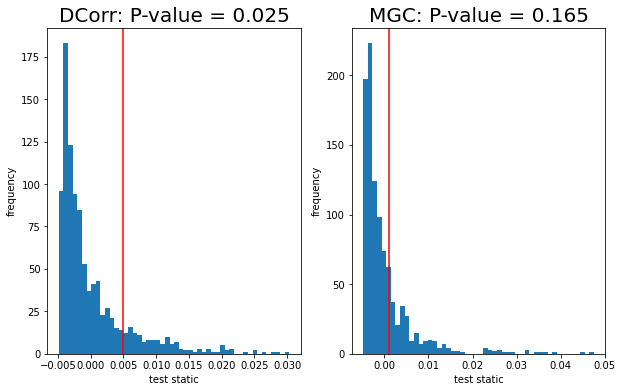 DCorr: P-value = 0.025
MGC: P-value = 0.165
frequency
175
150
125
100
75
50
25
0
−0.005 0.000 0.005 0.010 0.015 0.020 0.025 0.030
test static
frequency
200
150
100
50
0
0.00 0.01 0.02 0.03 0.04 0.05
test static